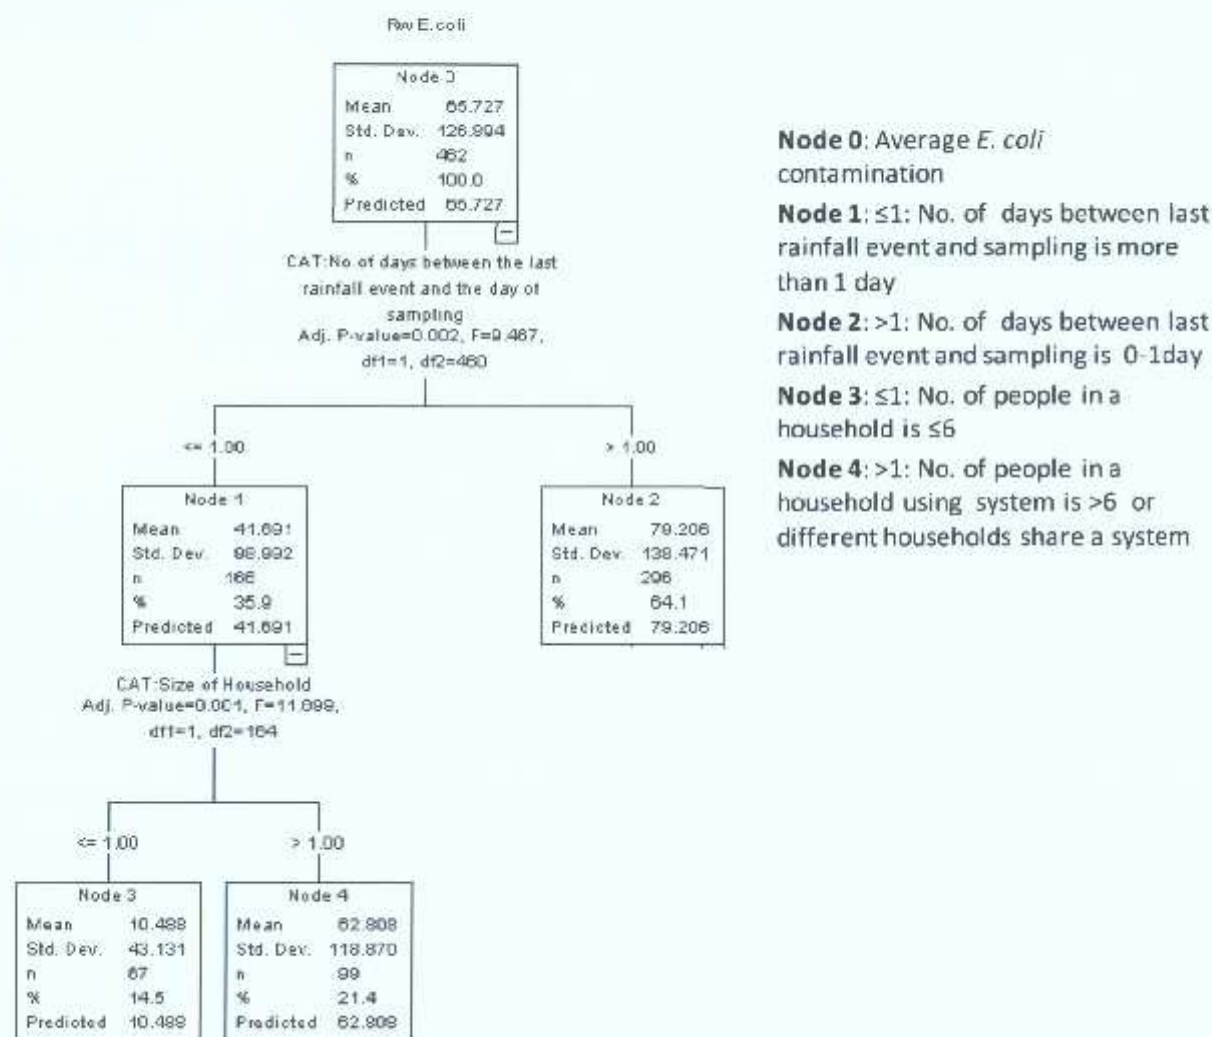 Rw E.coli
Node 0
Mean 65.727
Std. Dev. 126.994
n 462
% 100.0
Predicted 65.727
CAT:No of days between the last
rainfall event and the day of
sampling
Adj. P-value=0.002, F=9.467,
df1=1, df2=460
<= 1.00
> 1.00
Node 1
Mean 41.691
Std. Dev. 98.992
n 166
% 35.9
Predicted 41.691
Node 2
Mean 79.206
Std. Dev. 138.471
n 296
% 64.1
Predicted 79.206
CAT:Size of Household
Adj. P-value=0.001, F=11.699,
df1=1, df2=164
<= 1.00
> 1.00
Node 3
Mean 10.488
Std. Dev. 43.131
n 67
% 14.5
Predicted 10.488
Node 4
Mean 62.808
Std. Dev. 118.870
n 99
% 21.4
Predicted 62.808
Node 0: Average E. coli
contamination
Node 1: ≤1: No. of days between last
rainfall event and sampling is more
than 1 day
Node 2: >1: No. of days between last
rainfall event and sampling is 0-1day
Node 3: ≤1: No. of people in a
household is ≤6
Node 4: >1: No. of people in a
household using system is >6 or
different households share a system